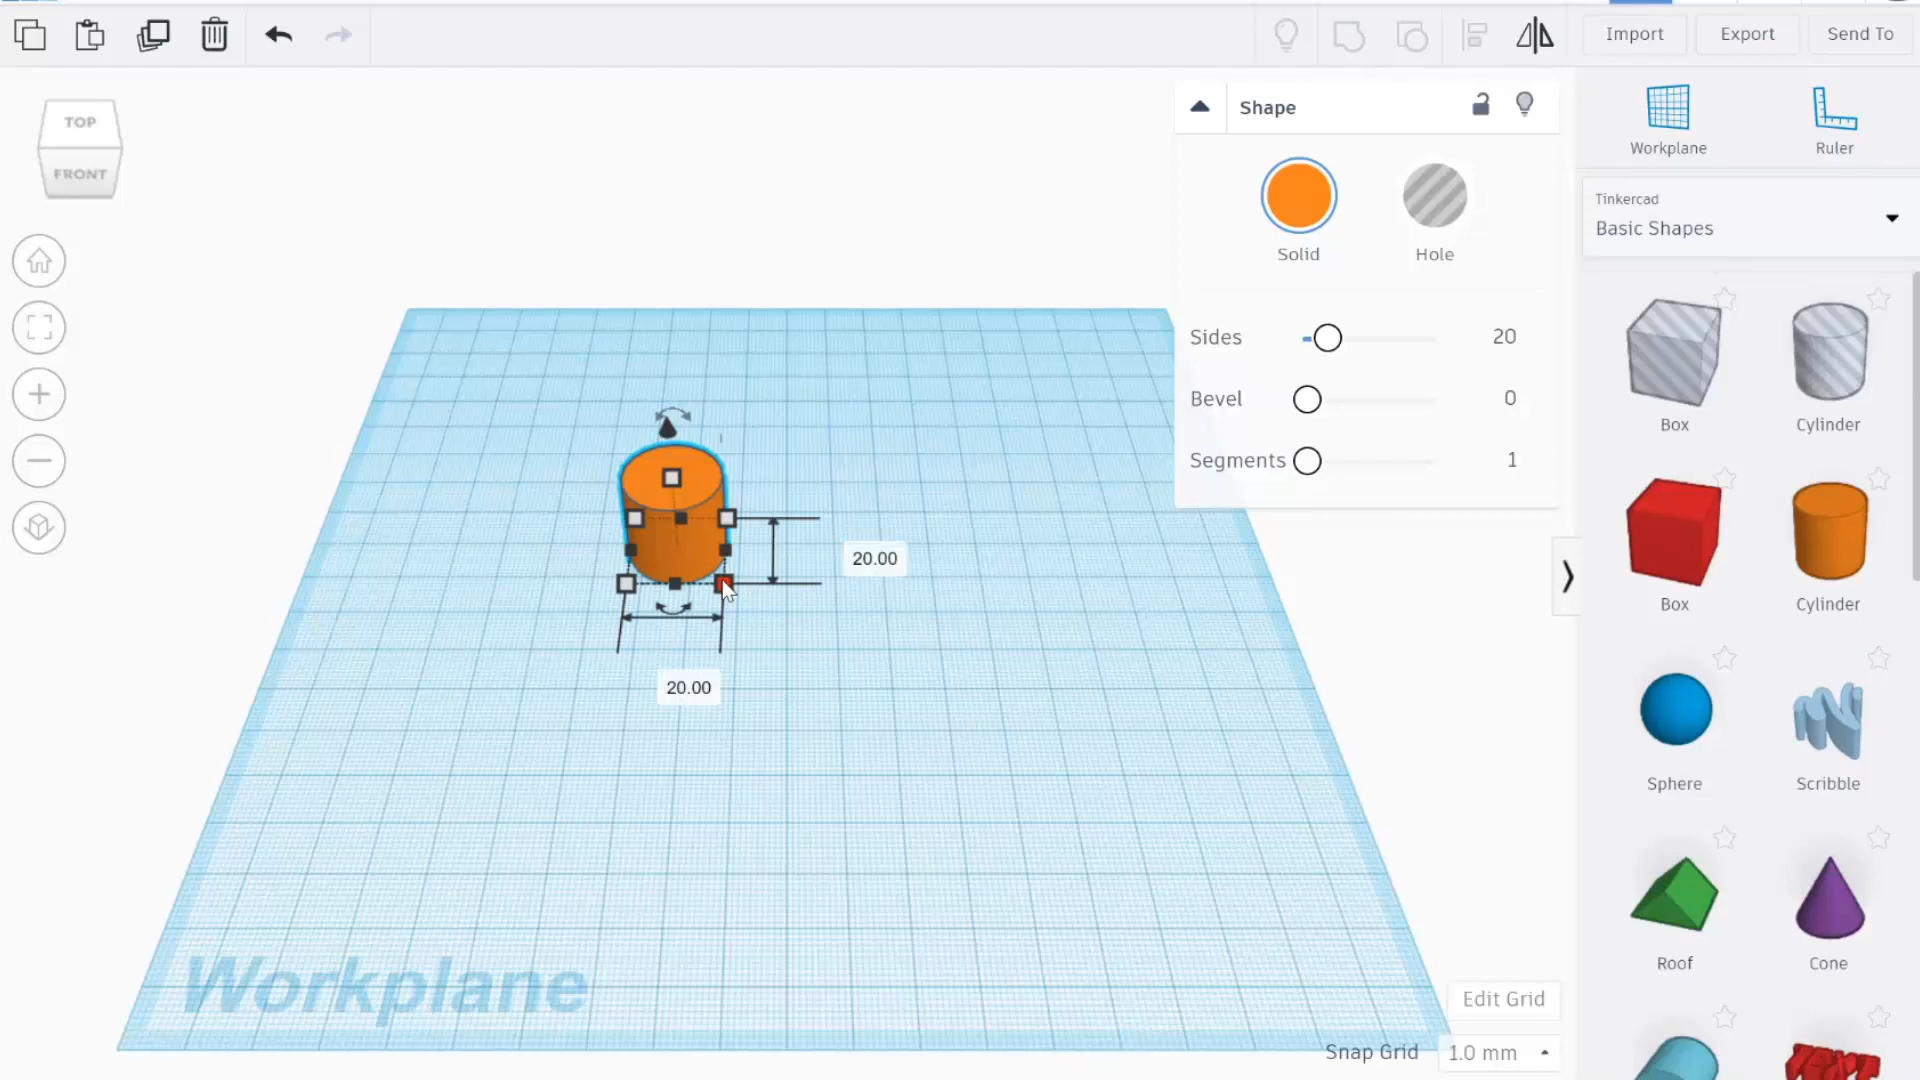 Import
Export
Send To
TOP
FRONT
Shape
Solid
Hole
Sides
20
Bevel
0
Segments
1
Workplane
Ruler
Tinkercad
Basic Shapes
Box
Cylinder
Box
Cylinder
Sphere
Scribble
Roof
Cone
TEXT
20.00
20.00
Workplane
Edit Grid
Snap Grid
1.0 mm